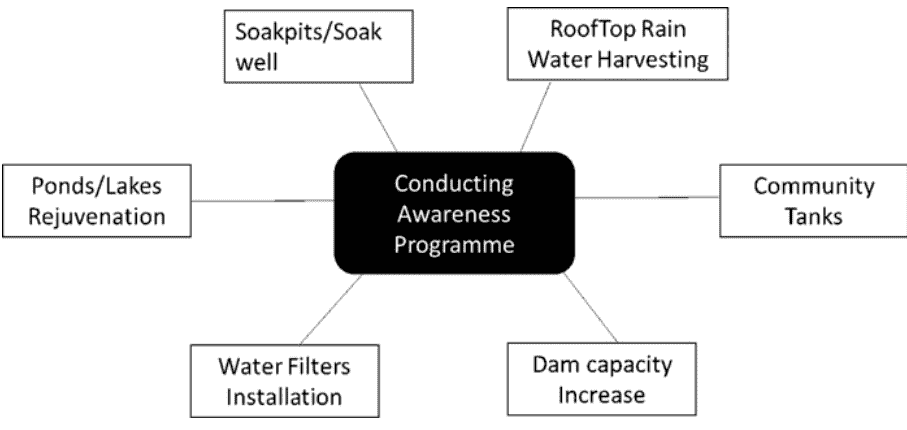 Soakpits/Soak
well
RoofTop Rain
Water Harvesting
Ponds/Lakes
Rejuvenation
Conducting
Awareness
Programme
Community
Tanks
Water Filters
Installation
Dam capacity
Increase